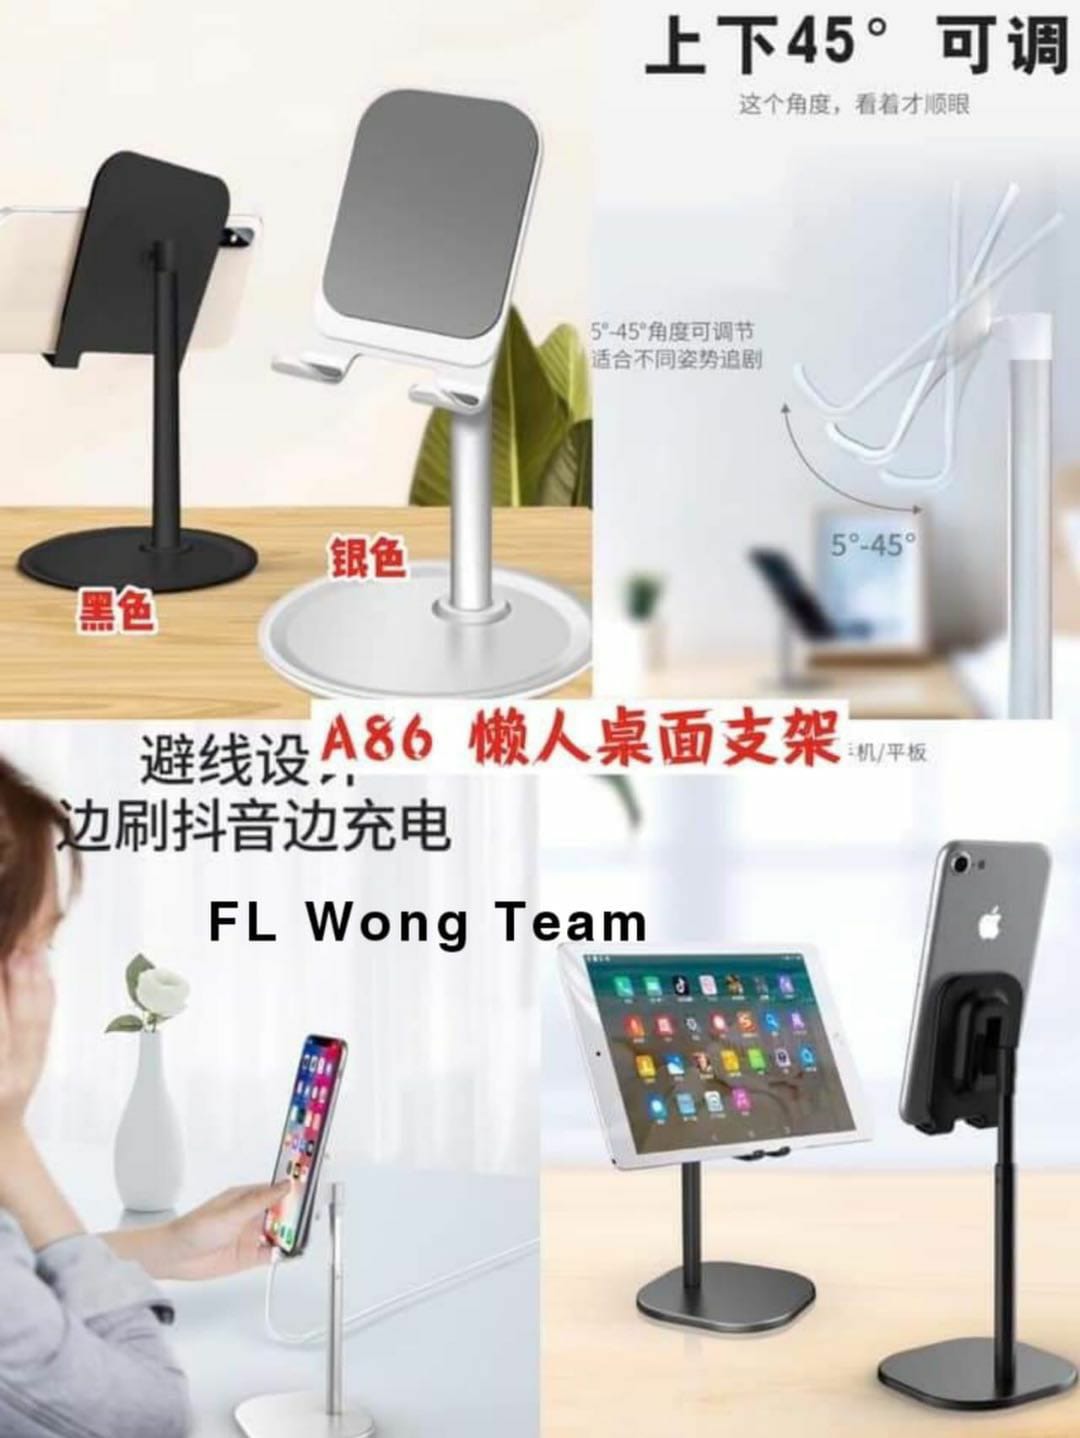 上下45° 可调
这个角度，看着才顺眼
5°-45°角度可调节
适合不同姿势追剧
5°-45°
银色
黑色
A86 懒人桌面支架
机/平板
避线设
边刷抖音边充电
FL Wong Team